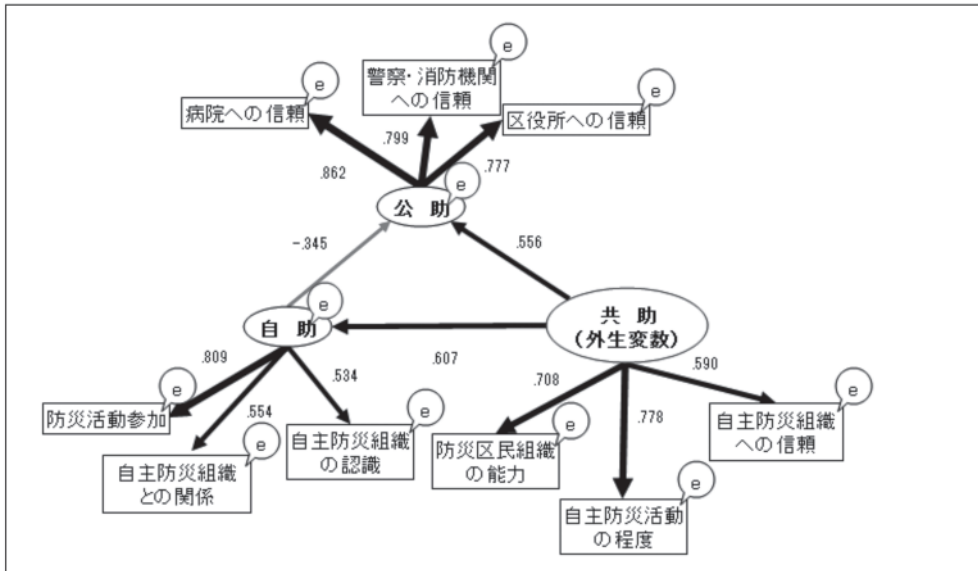 e
e
警察・消防機関
への信頼
e
病院への信頼
区役所への信頼
.799
.862
.777
e
公 助
-.345
.556
e
自 助
共 助
(外生変数)
.809
.607
.590
.534
.708
e
e
.554
.778
e
防災活動参加
e
e
自主防災組織
への信頼
自主防災組織
の認識
防災区民組織
の能力
自主防災組織
との関係
e
自主防災活動
の程度